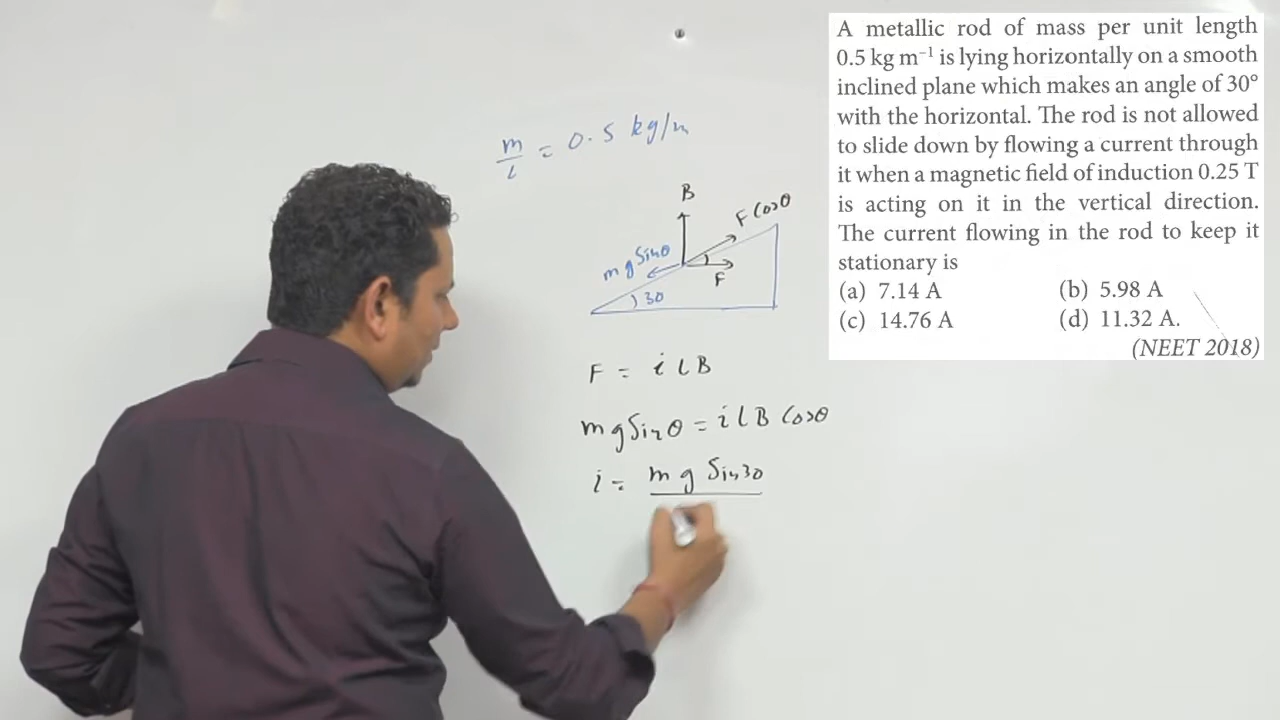 A metallic rod of mass per unit length
0.5 kg m⁻¹ is lying horizontally on a smooth
inclined plane which makes an angle of 30°
with the horizontal. The rod is not allowed
to slide down by flowing a current through
it when a magnetic field of induction 0.25 T
is acting on it in the vertical direction.
The current flowing in the rod to keep it
stationary is
(a) 7.14 A (b) 5.98 A
(c) 14.76 A (d) 11.32 A.
(NEET 2018)
m/l = 0.5 kg/m
B
F Cosθ
mg Sinθ
F
30
F = i l B
mg Sinθ = i l B Cosθ
i = mg Sin30